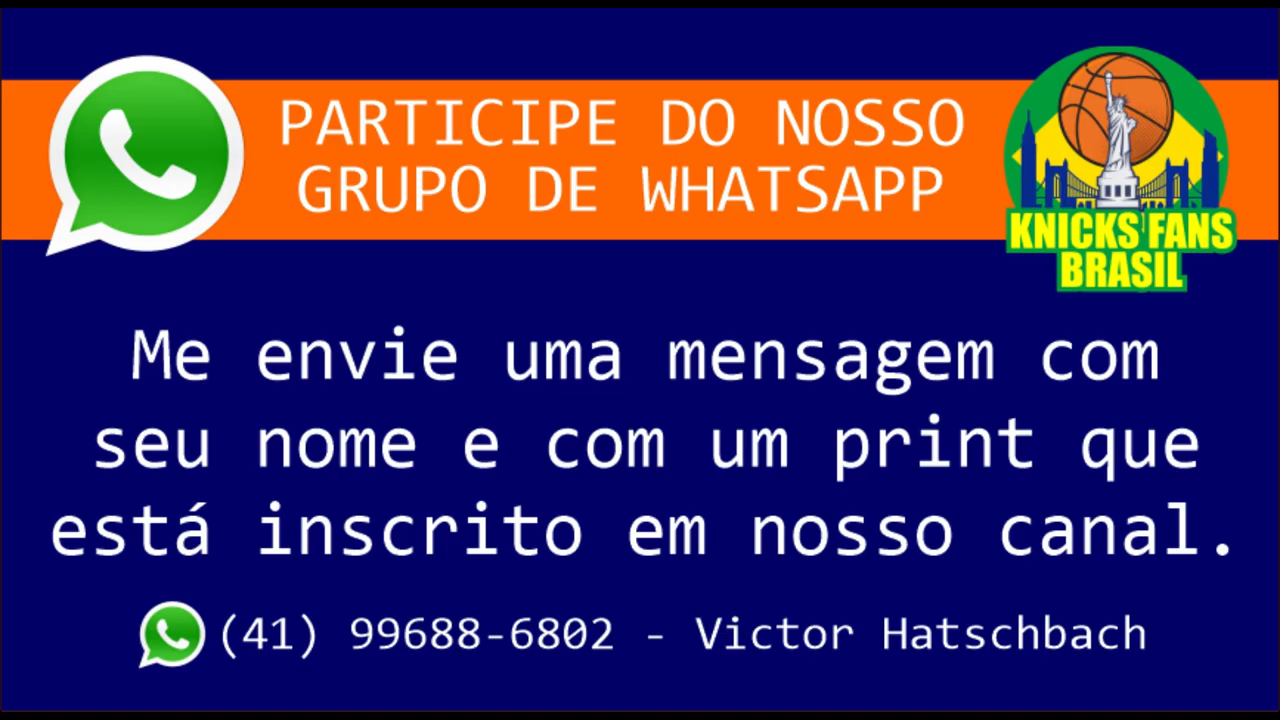 PARTICIPE DO NOSSO
GRUPO DE WHATSAPP
KNICKS FANS
BRASIL
Me envie uma mensagem com
seu nome e com um print que
está inscrito em nosso canal.
(41) 99688-6802 - Victor Hatschbach